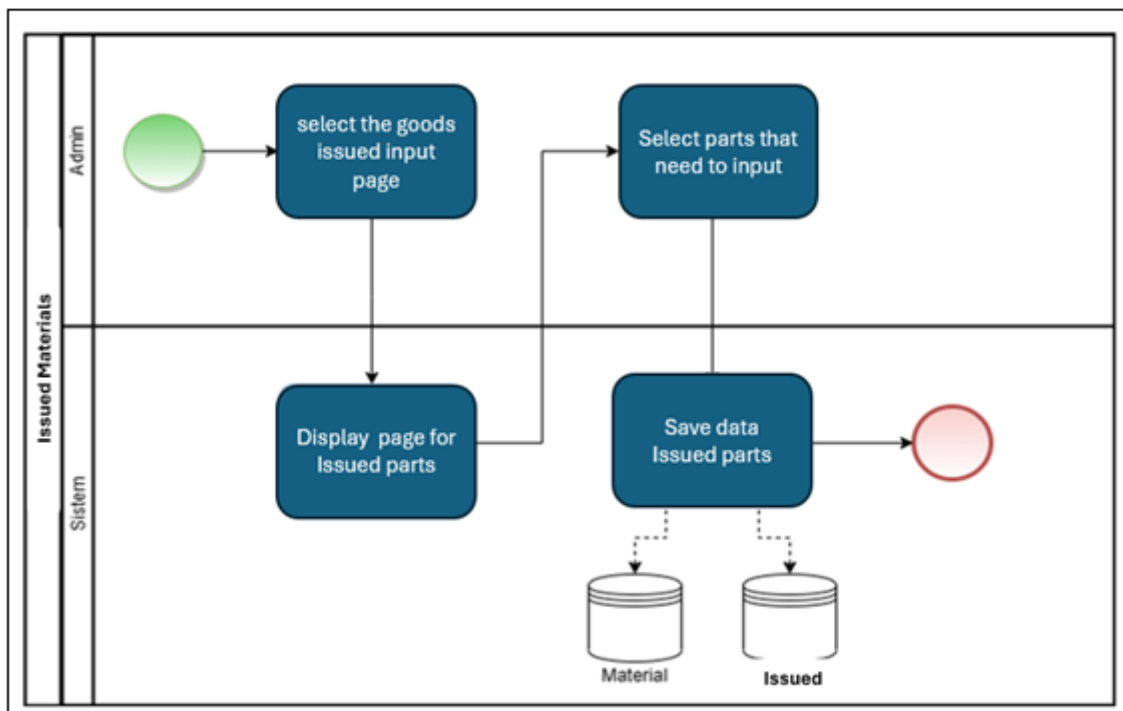 Issued Materials
Admin
select the goods
issued input
page
Select parts that
need to input
Sistem
Display page for
Issued parts
Save data
Issued parts
Material
Issued